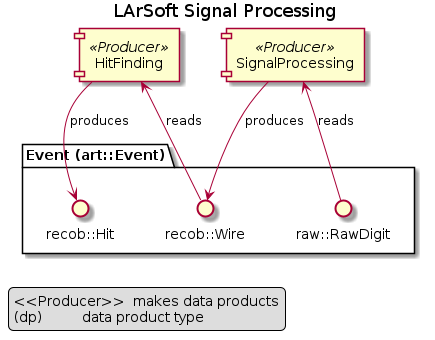 LArSoft Signal Processing
«Producer»
HitFinding
«Producer»
SignalProcessing
produces
reads
produces
reads
Event (art::Event)
recob::Hit
recob::Wire
raw::RawDigit
<<Producer>>  makes data products
(dp)          data product type